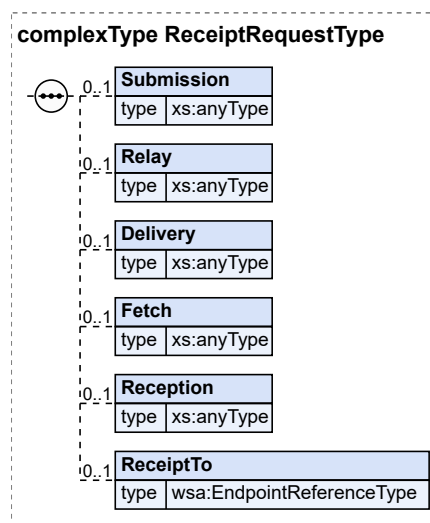 complexType ReceiptRequestType
0..1 Submission
type xs:anyType
0..1 Relay
type xs:anyType
0..1 Delivery
type xs:anyType
0..1 Fetch
type xs:anyType
0..1 Reception
type xs:anyType
0..1 ReceiptTo
type wsa:EndpointReferenceType